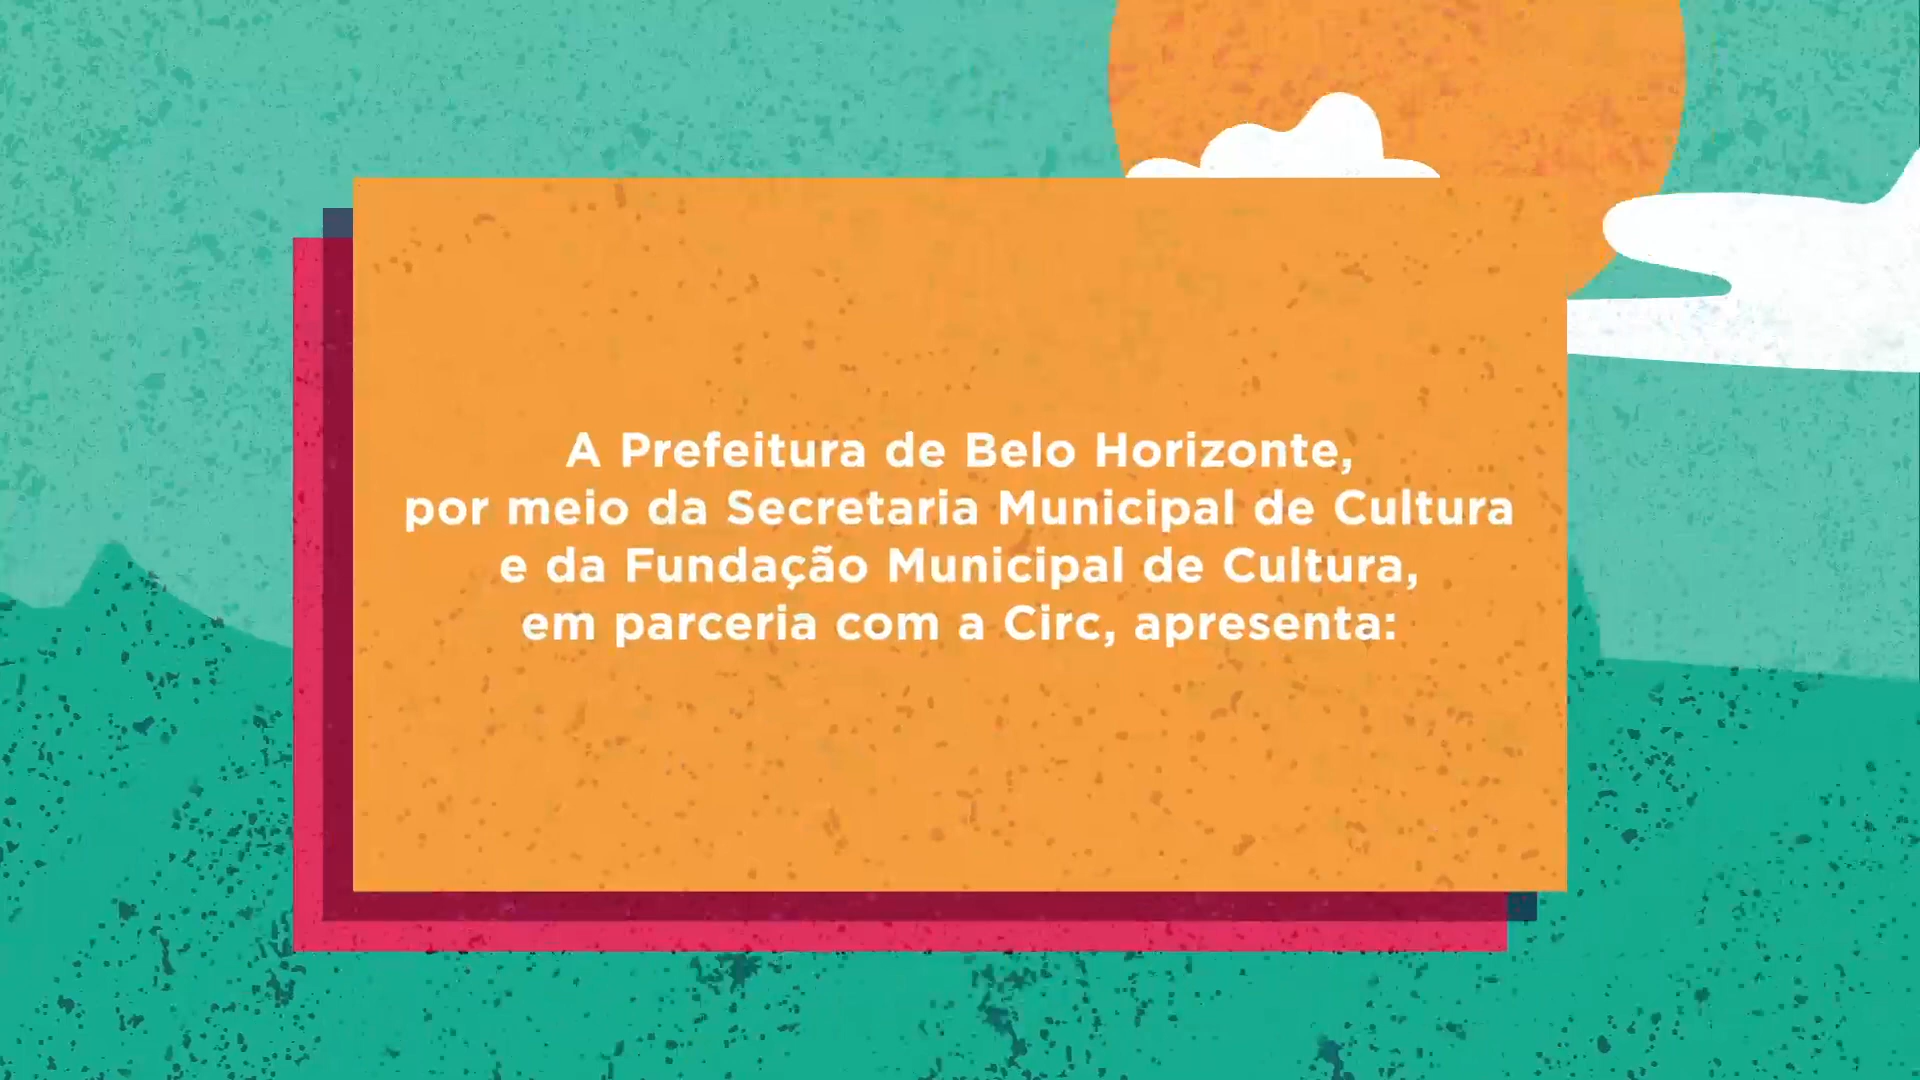 A Prefeitura de Belo Horizonte,
por meio da Secretaria Municipal de Cultura
e da Fundação Municipal de Cultura,
em parceria com a Circ, apresenta: